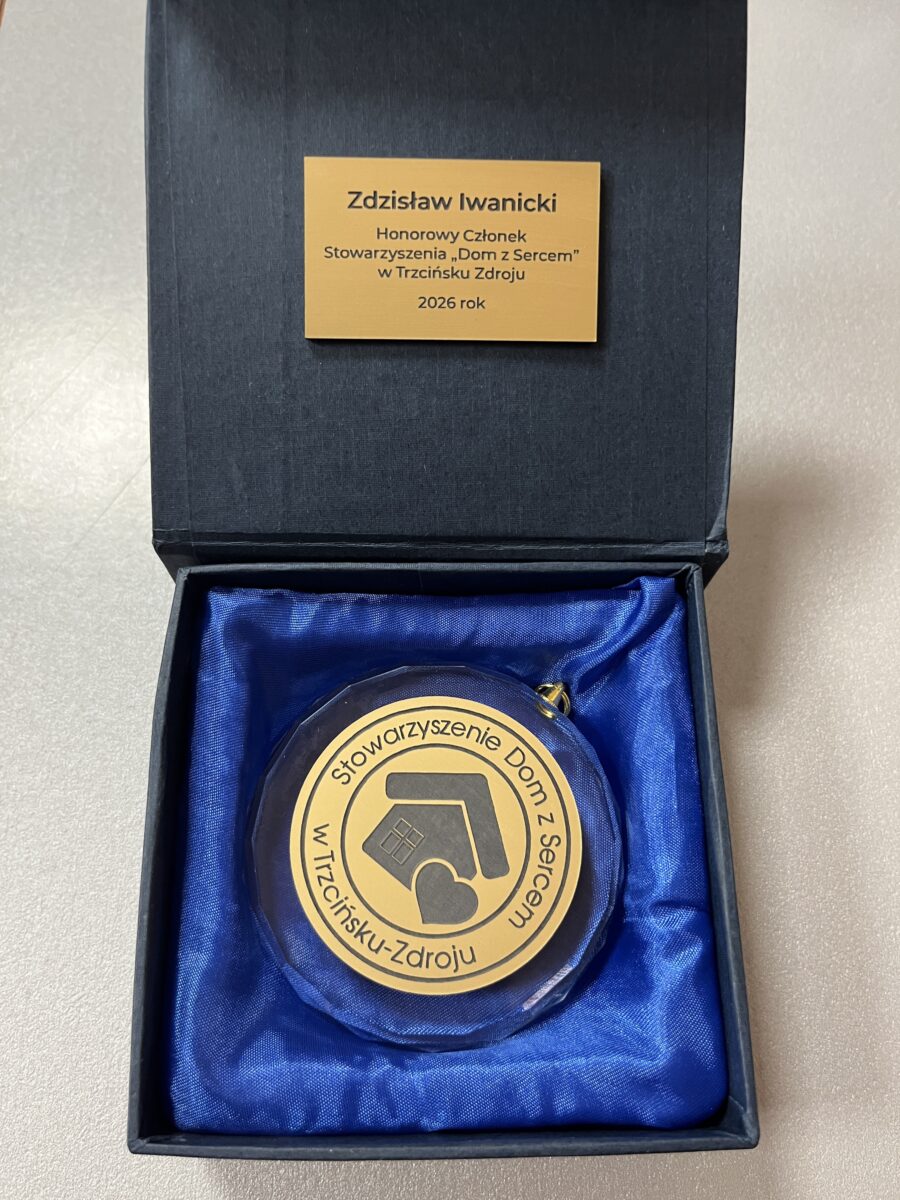 Zdzisław Iwanicki
Honorowy Członek
Stowarzyszenia „Dom z Sercem”
w Trzcińsku Zdroju
2026 rok
Stowarzyszenie Dom z Sercem
w Trzcińsku-Zdroju